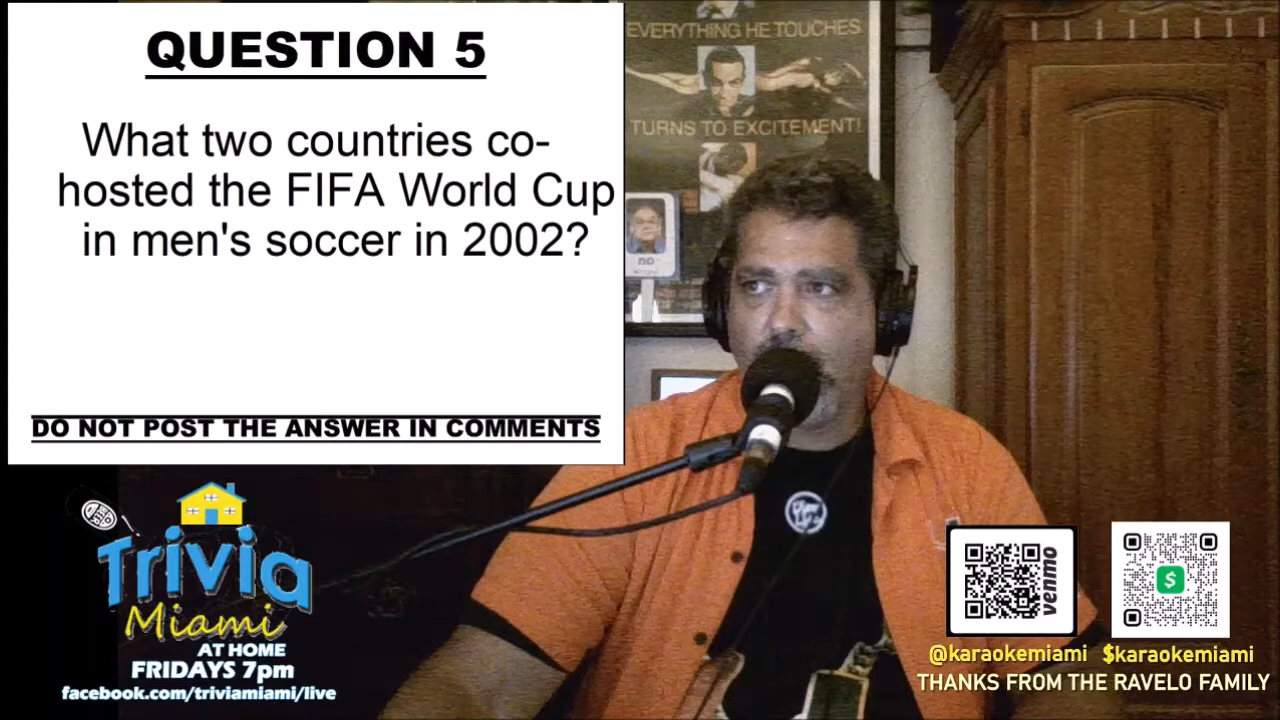 QUESTION 5
What two countries co-
hosted the FIFA World Cup
in men's soccer in 2002?
DO NOT POST THE ANSWER IN COMMENTS
EVERYTHING HE TOUCHES
TURNS TO EXCITEMENT!
no
Trivia
Miami
AT HOME
FRIDAYS 7pm
facebook.com/triviamiami/live
venmo
$
@karaokemiami $karaokemiami
THANKS FROM THE RAVELO FAMILY